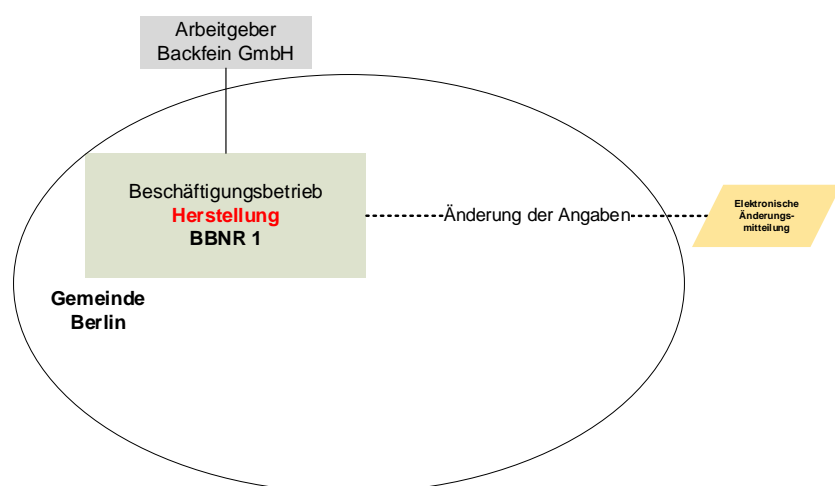 Arbeitgeber
Backfein GmbH
Beschäftigungsbetrieb
Herstellung
BBNR 1
Änderung der Angaben
Elektronische
Änderungs-
mitteilung
Gemeinde
Berlin